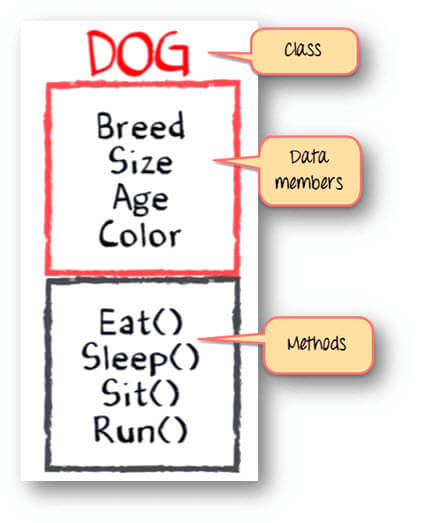 DOG
Class
Breed
Size
Age
Color
Data
members
Eat()
Sleep()
Sit()
Run()
Methods